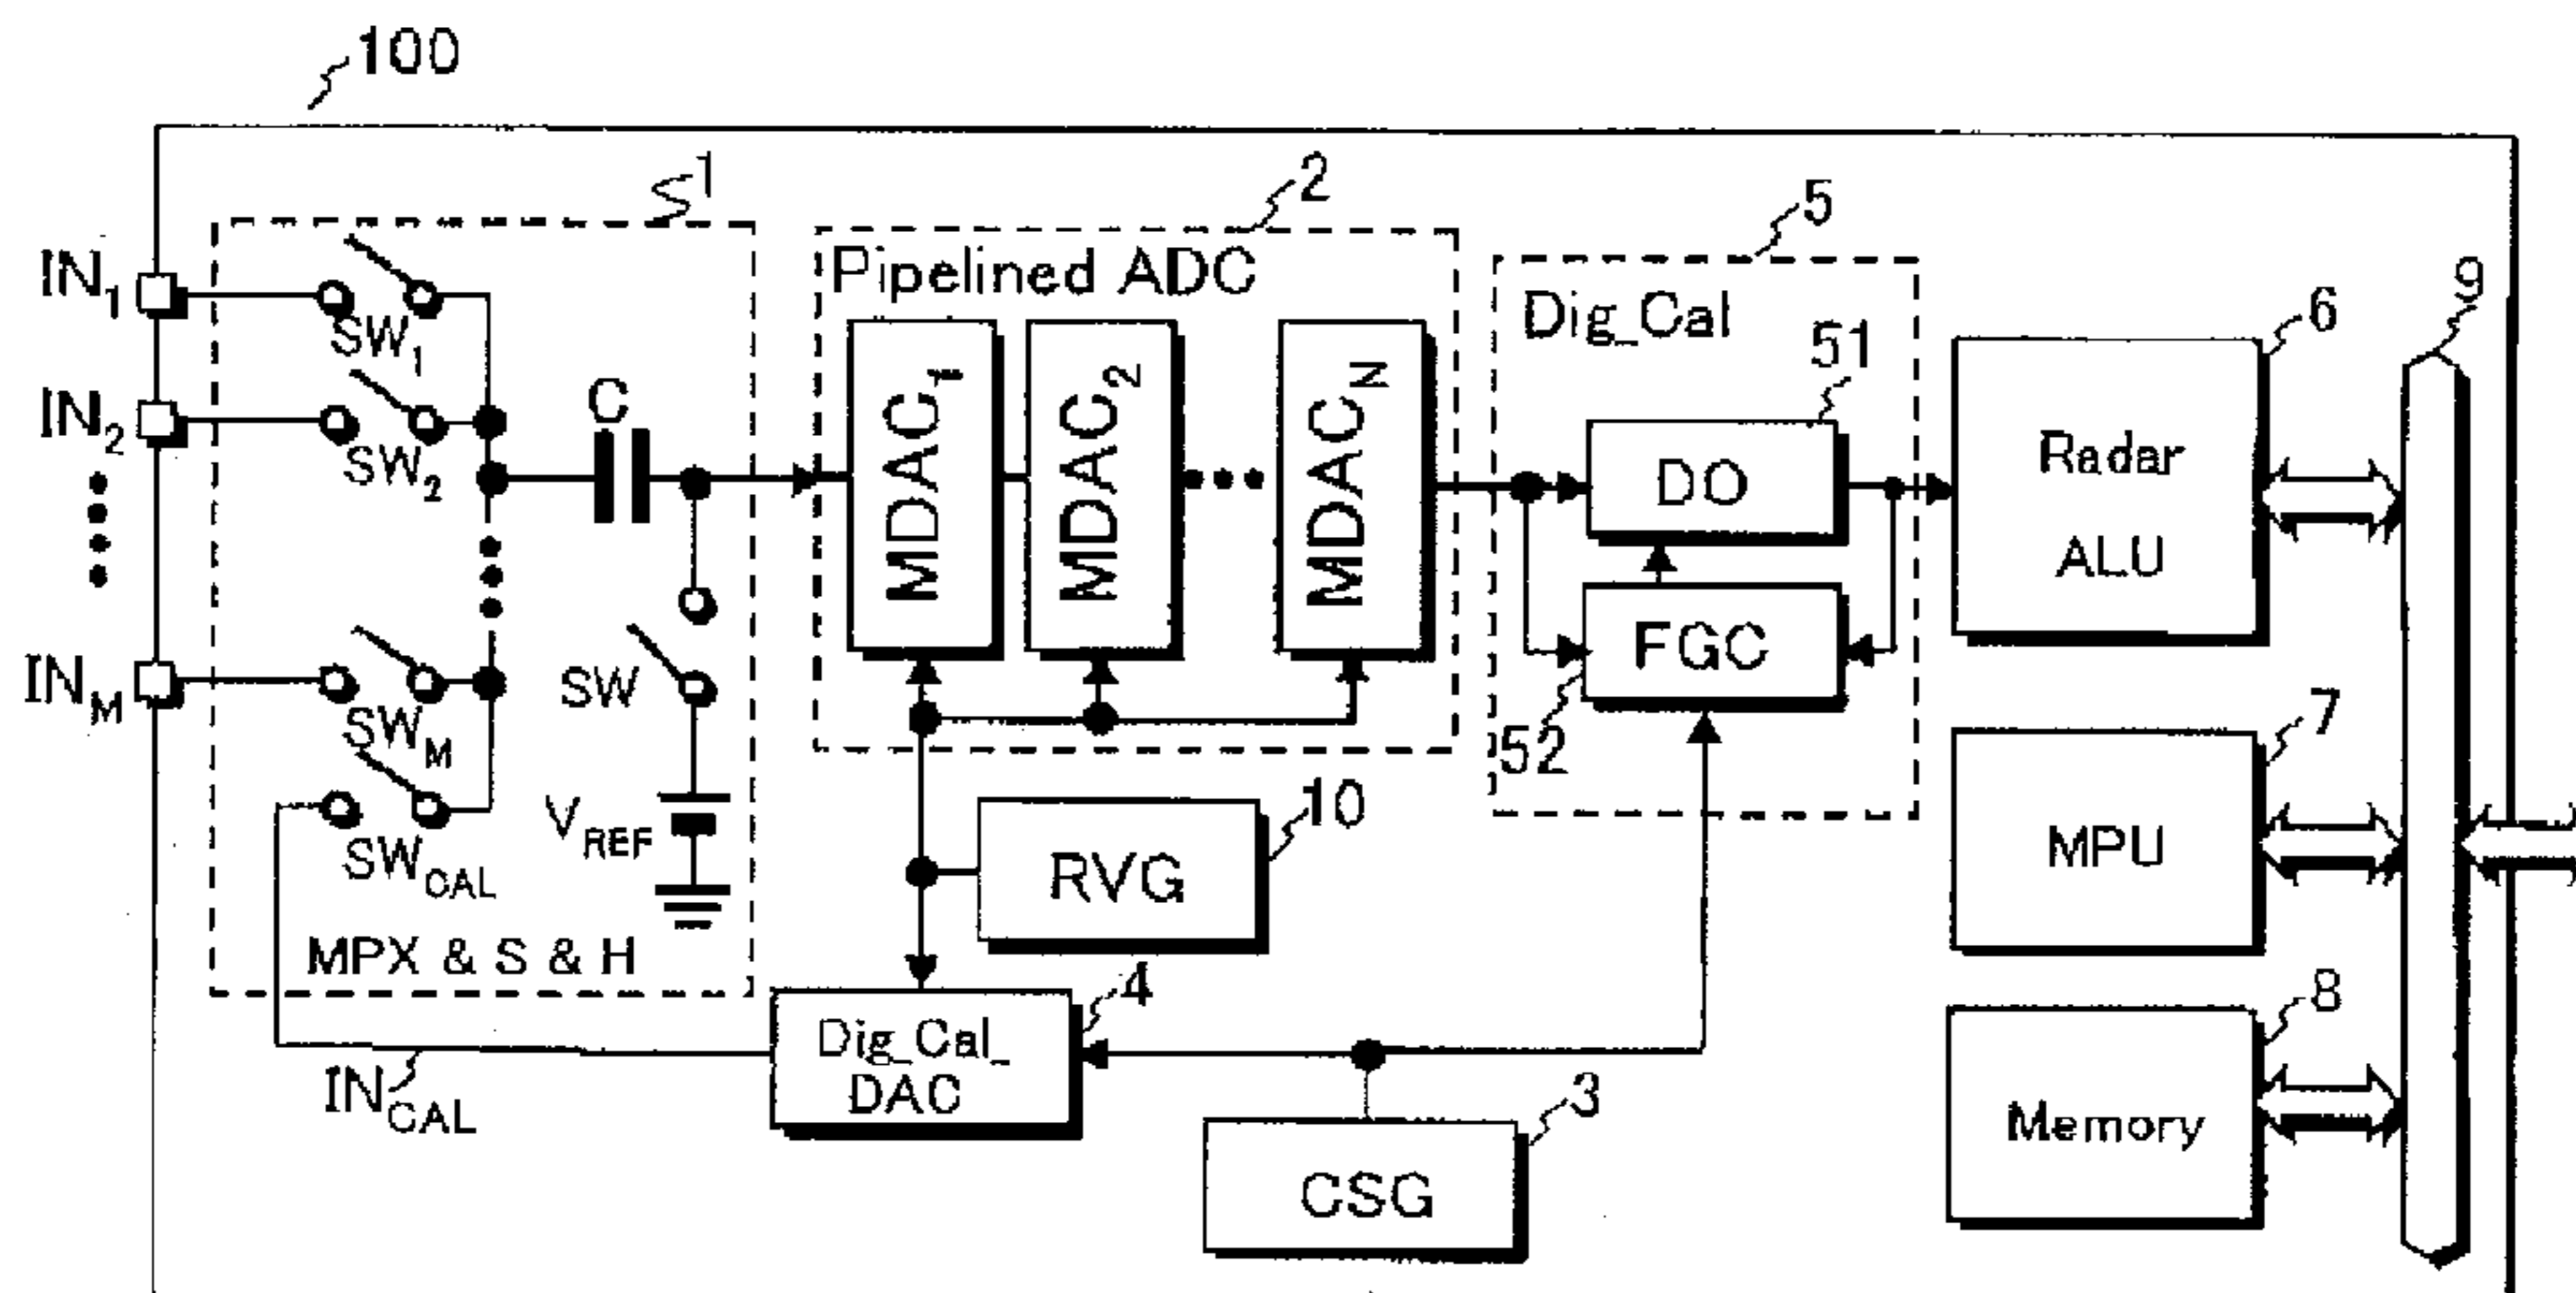 100
1
2
5
IN1
SW1
IN2
SW2
C
Pipelined ADC
MDAC1
MDAC2
MDACN
Dig_Cal
51
DO
FGC
52
6
Radar
ALU
9
INM
SWM
SW
VREF
SWCAL
MPX & S & H
RVG
10
7
MPU
4
Dig_Cal_
DAC
INCAL
3
CSG
8
Memory